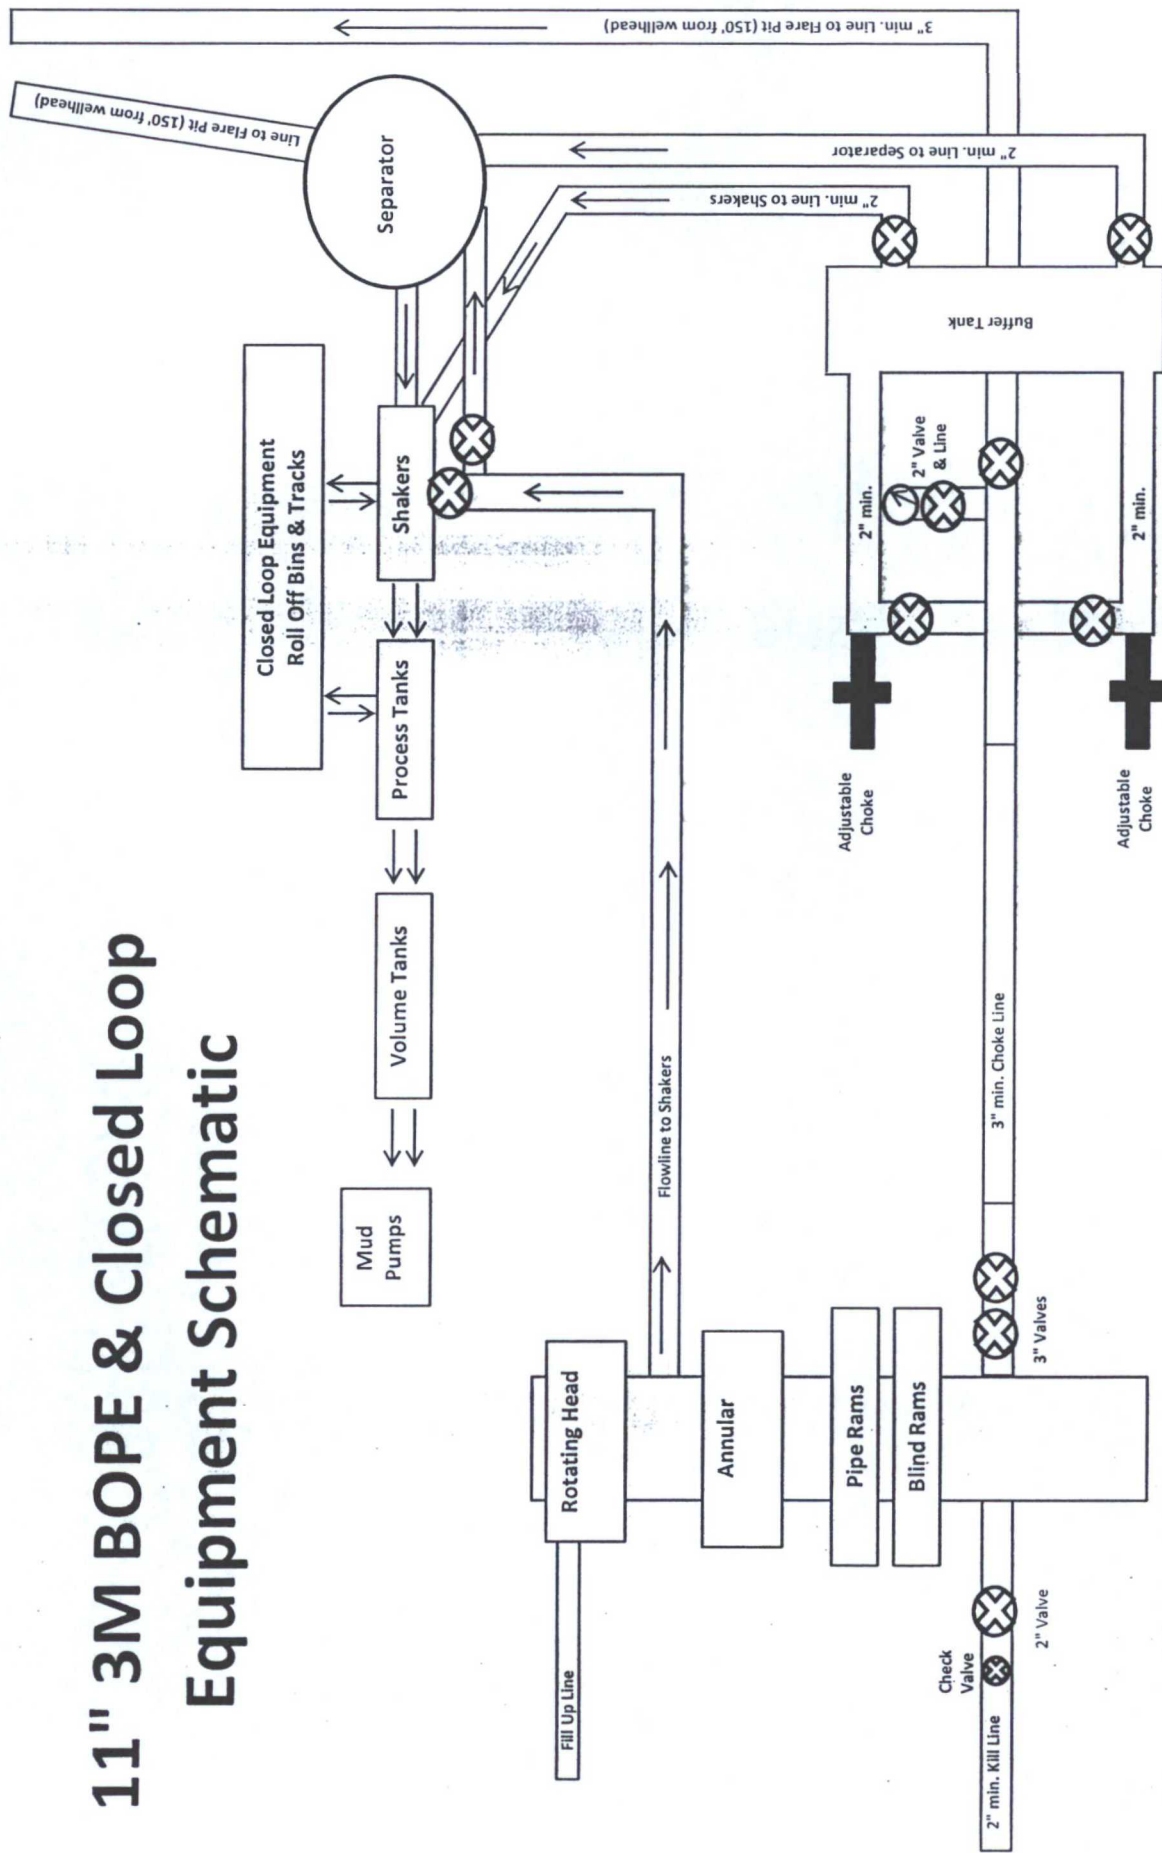 11" 3M BOPE & Closed Loop
Equipment Schematic
Closed Loop Equipment
Roll Off Bins & Tracks
Mud
Pumps
Volume Tanks
Process Tanks
Shakers
Separator
Line to Flare Pit (150' from wellhead)
3" min. Line to Flare Pit (150' from wellhead)
Fill Up Line
Rotating Head
Flowline to Shakers
Annular
Pipe Rams
Blind Rams
2" min. Line to Shakers
2" min. Line to Separator
Adjustable
Choke
2" min.
2" Valve
& Line
Buffer Tank
2" min. Kill Line
Check
Valve
2" Valve
3" Valves
3" min. Choke Line
Adjustable
Choke
2" min.